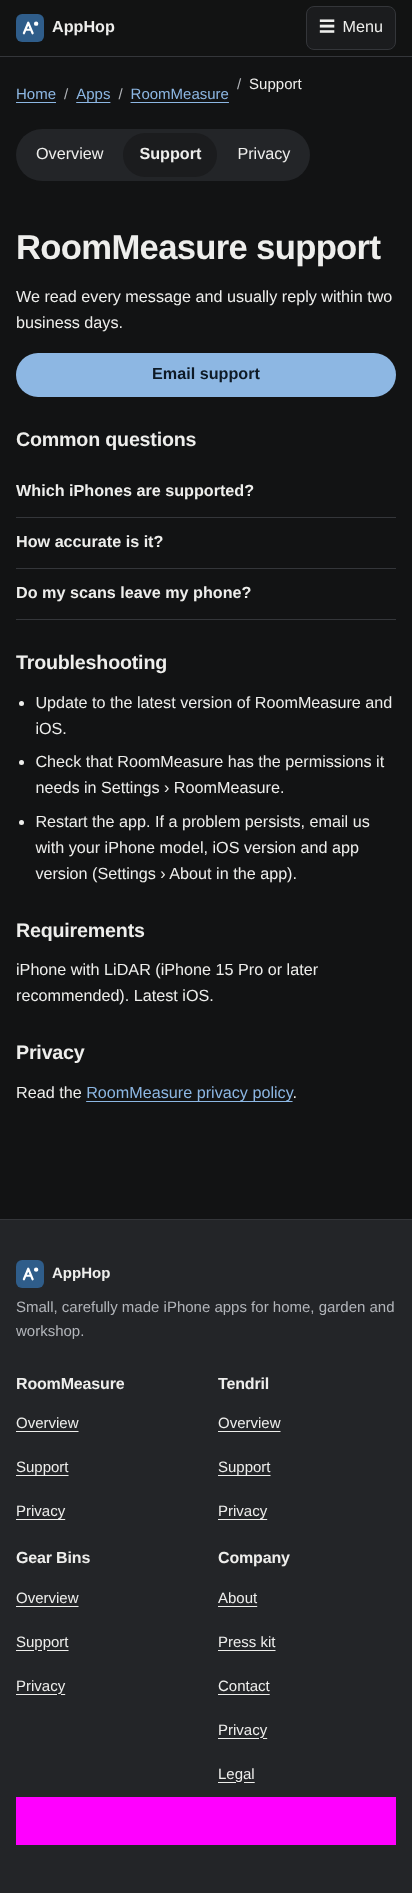 AppHop
☰ Menu
Home / Apps / RoomMeasure / Support
Overview Support Privacy
RoomMeasure support
We read every message and usually reply within two
business days.
Email support
Common questions
Which iPhones are supported?
How accurate is it?
Do my scans leave my phone?
Troubleshooting
• Update to the latest version of RoomMeasure and
iOS.
• Check that RoomMeasure has the permissions it
needs in Settings › RoomMeasure.
• Restart the app. If a problem persists, email us
with your iPhone model, iOS version and app
version (Settings › About in the app).
Requirements
iPhone with LiDAR (iPhone 15 Pro or later
recommended). Latest iOS.
Privacy
Read the RoomMeasure privacy policy.
AppHop
Small, carefully made iPhone apps for home, garden and
workshop.
RoomMeasure
Overview
Support
Privacy
Tendril
Overview
Support
Privacy
Gear Bins
Overview
Support
Privacy
Company
About
Press kit
Contact
Privacy
Legal